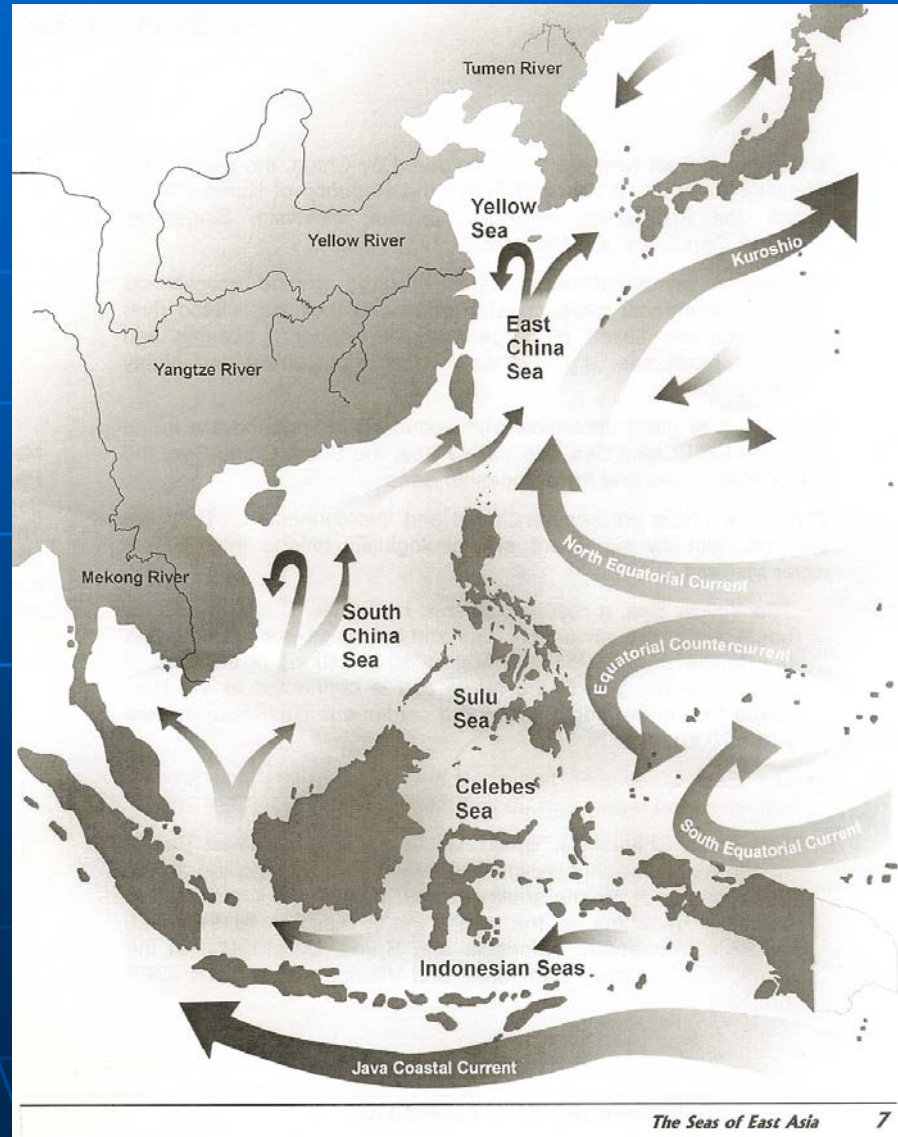 Tumen River
Yellow
Sea
Yellow River
Kuroshio
East
China
Sea
Yangtze River
North Equatorial Current
Mekong River
South
China
Sea
Equatorial Countercurrent
Sulu
Sea
Celebes
Sea
South Equatorial Current
Indonesian Seas
Java Coastal Current
The Seas of East Asia 7